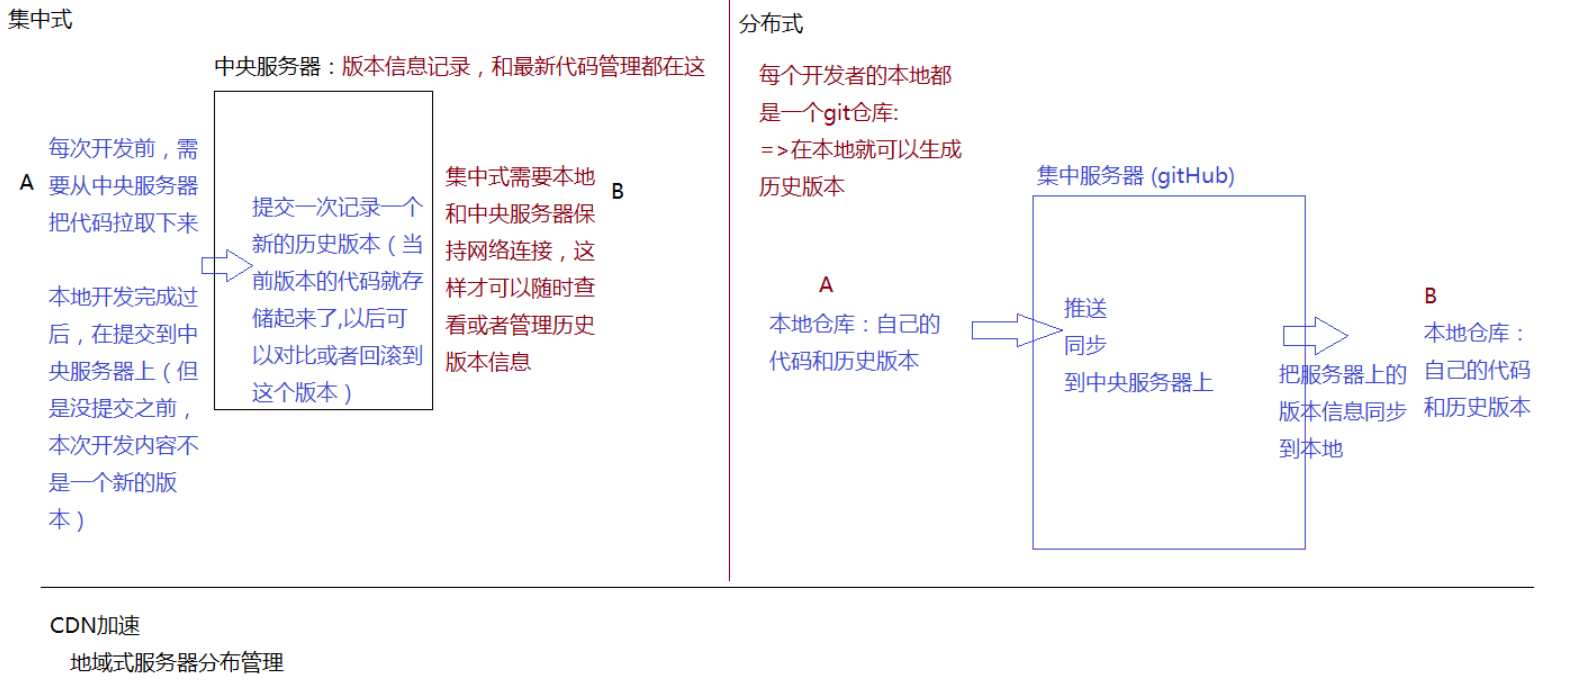 集中式
中央服务器：版本信息记录，和最新代码管理都在这
A
每次开发前，需
要从中央服务器
把代码拉取下来
本地开发完成过
后，在提交到中
央服务器上（但
是没提交之前，
本次开发内容不
是一个新的版
本）
提交一次记录一个
新的历史版本（当
前版本的代码就存
储起来了,以后可
以对比或者回滚到
这个版本）
集中式需要本地
和中央服务器保
持网络连接，这
样才可以随时查
看或者管理历史
版本信息
B
分布式
每个开发者的本地都
是一个git仓库:
=>在本地就可以生成
历史版本
集中服务器 (gitHub)
A
本地仓库：自己的
代码和历史版本
推送
同步
到中央服务器上
把服务器上的
版本信息同步
到本地
B
本地仓库：
自己的代码
和历史版本
CDN加速
地域式服务器分布管理